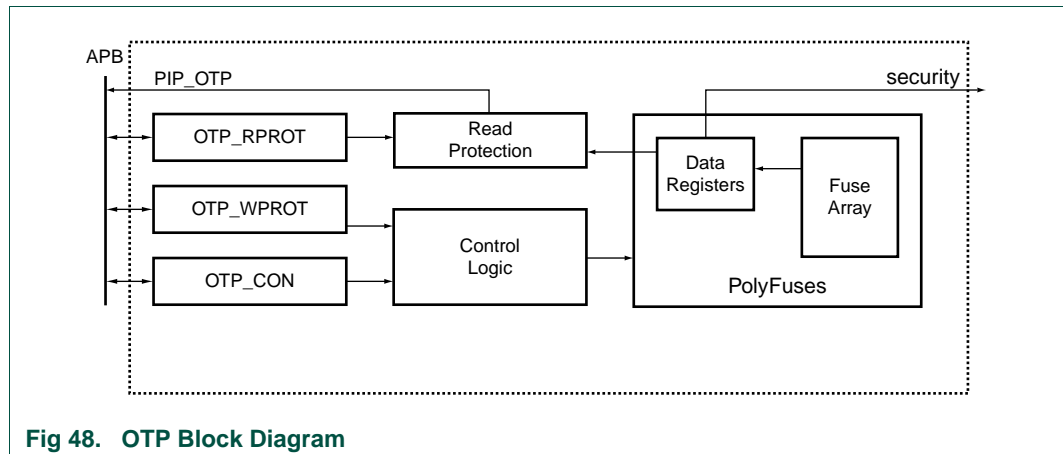 APB
PIP_OTP
security
OTP_RPROT
Read
Protection
Data
Registers
Fuse
Array
OTP_WPROT
Control
Logic
OTP_CON
PolyFuses
Fig 48. OTP Block Diagram